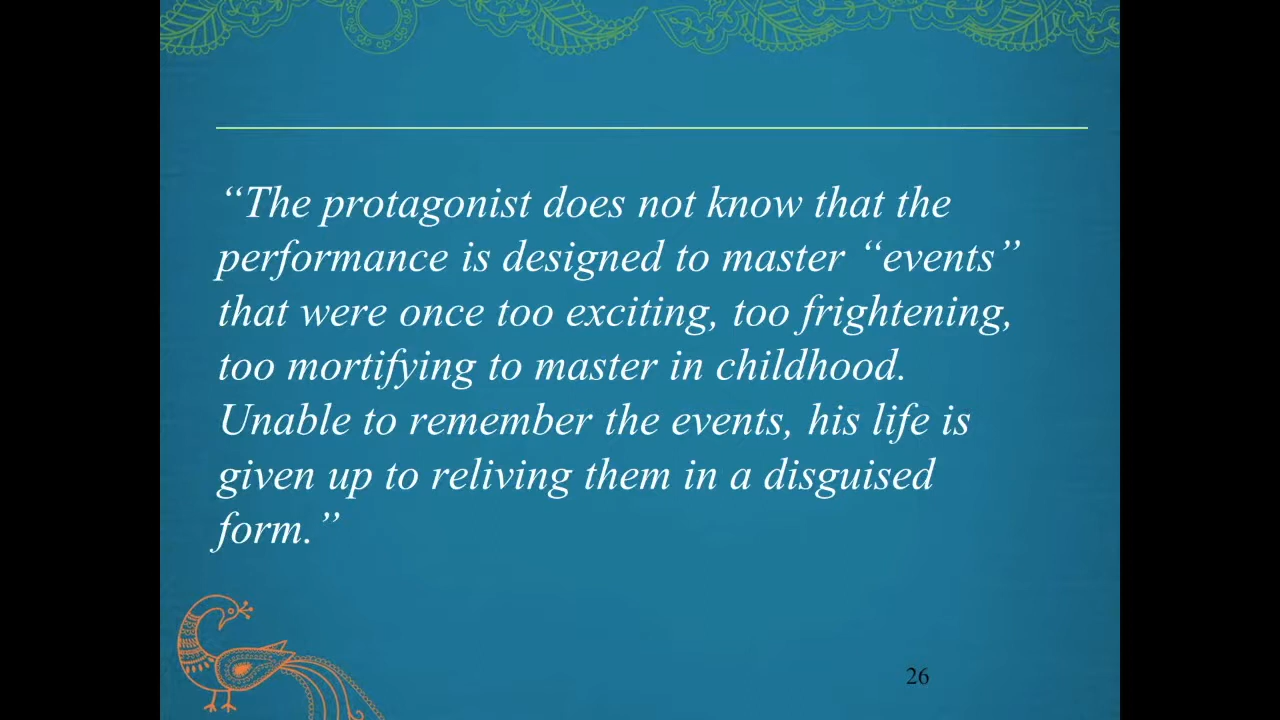 “The protagonist does not know that the
performance is designed to master “events”
that were once too exciting, too frightening,
too mortifying to master in childhood.
Unable to remember the events, his life is
given up to reliving them in a disguised
form.”
26